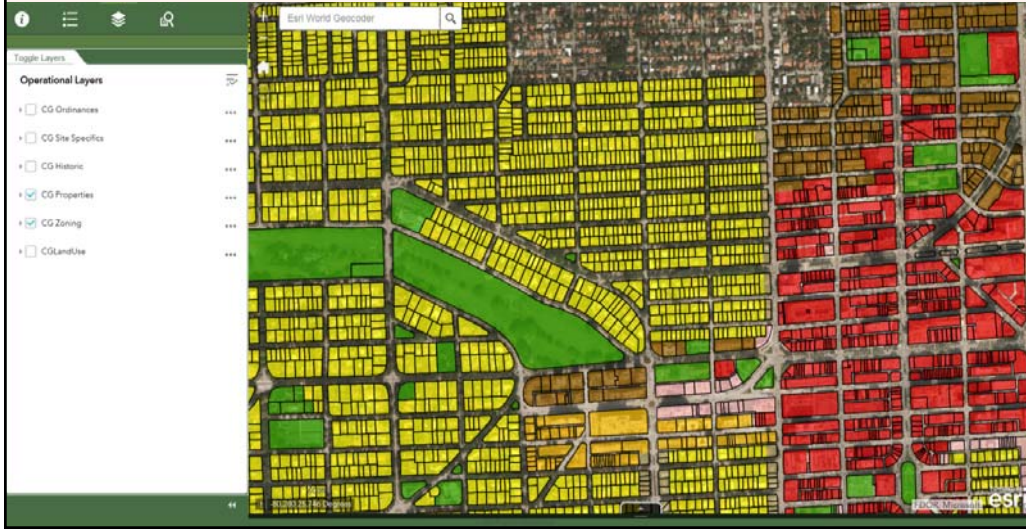 Esri World Geocoder
Toggle Layers
Operational Layers
CG Ordinances
CG Site Specifics
CG Historic
CG Properties
CG Zoning
CGLandUse
esri